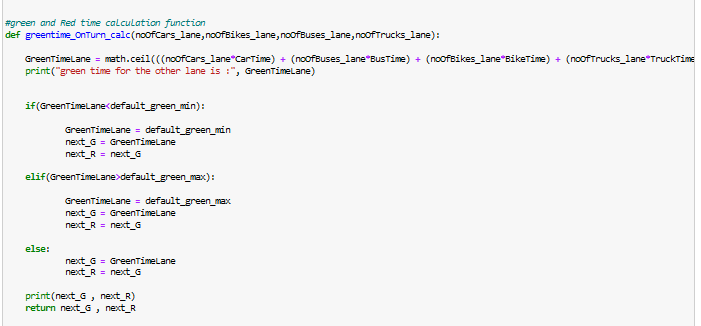 #green and Red time calculation function
def greentime_OnTurn_calc(noOfCars_lane,noOfBikes_lane,noOfBuses_lane,noOfTrucks_lane):
GreenTimeLane = math.ceil(((noOfCars_lane*CarTime) + (noOfBuses_lane*BusTime) + (noOfBikes_lane*BikeTime) + (noOfTrucks_lane*TruckTime
print("green time for the other lane is :", GreenTimeLane)
if(GreenTimeLane<default_green_min):
GreenTimeLane = default_green_min
next_G = GreenTimeLane
next_R = next_G
elif(GreenTimeLane>default_green_max):
GreenTimeLane = default_green_max
next_G = GreenTimeLane
next_R = next_G
else:
next_G = GreenTimeLane
next_R = next_G
print(next_G , next_R)
return next_G , next_R